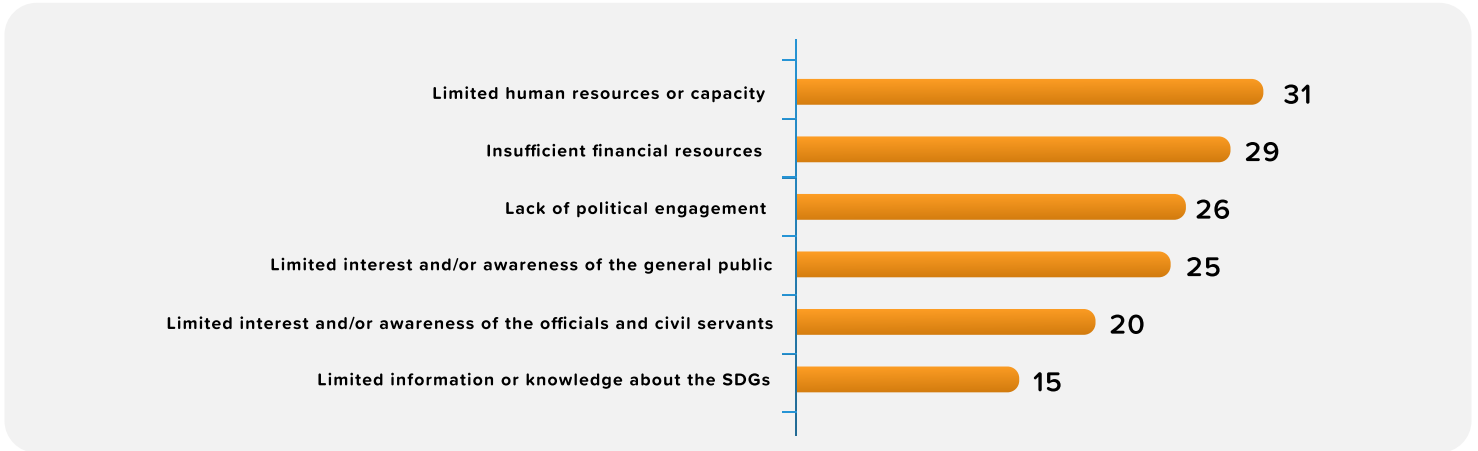 Limited human resources or capacity 31
Insufficient financial resources 29
Lack of political engagement 26
Limited interest and/or awareness of the general public 25
Limited interest and/or awareness of the officials and civil servants 20
Limited information or knowledge about the SDGs 15